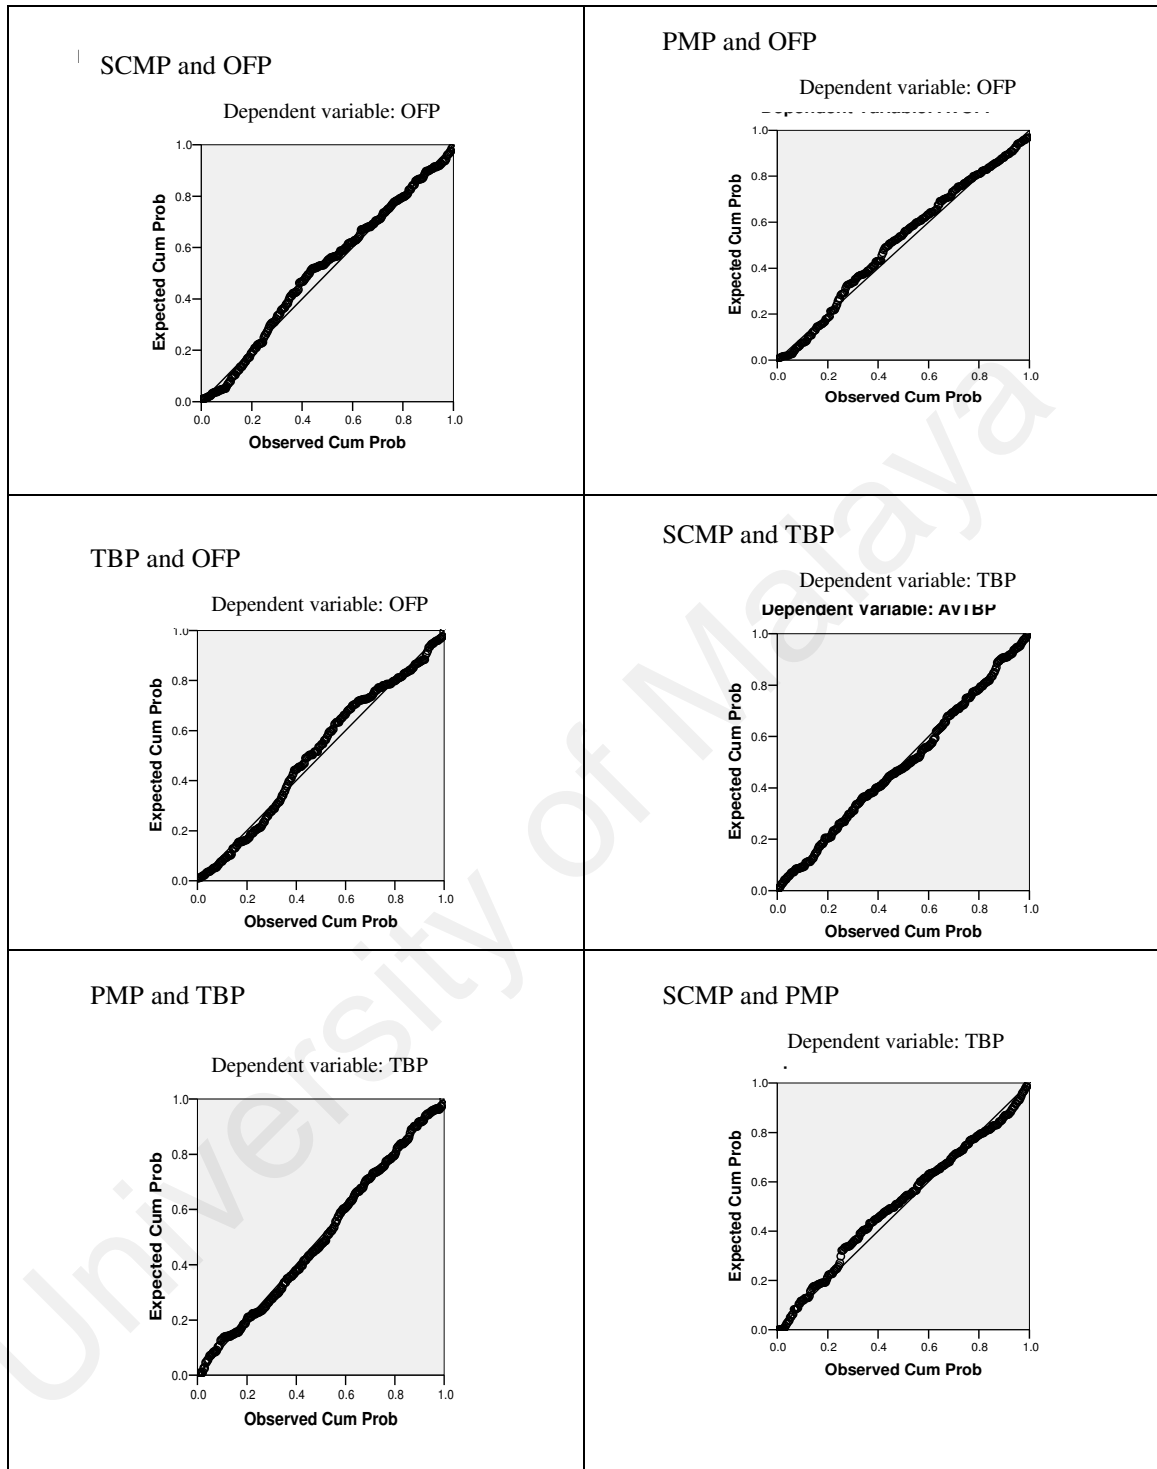 SCMP and OFP
Dependent variable: OFP
1.0
0.8
0.6
0.4
0.2
0.0
Expected Cum Prob
0.0 0.2 0.4 0.6 0.8 1.0
Observed Cum Prob
PMP and OFP
Dependent variable: OFP
1.0
0.8
0.6
0.4
0.2
0.0
Expected Cum Prob
0.0 0.2 0.4 0.6 0.8 1.0
Observed Cum Prob
TBP and OFP
Dependent variable: OFP
1.0
0.8
0.6
0.4
0.2
0.0
Expected Cum Prob
0.0 0.2 0.4 0.6 0.8 1.0
Observed Cum Prob
SCMP and TBP
Dependent variable: TBP
Dependent Variable: AVTBP
1.0
0.8
0.6
0.4
0.2
0.0
Expected Cum Prob
0.0 0.2 0.4 0.6 0.8 1.0
Observed Cum Prob
PMP and TBP
Dependent variable: TBP
1.0
0.8
0.6
0.4
0.2
0.0
Expected Cum Prob
0.0 0.2 0.4 0.6 0.8 1.0
Observed Cum Prob
SCMP and PMP
Dependent variable: TBP
1.0
0.8
0.6
0.4
0.2
0.0
Expected Cum Prob
0.0 0.2 0.4 0.6 0.8 1.0
Observed Cum Prob
University of Malaya